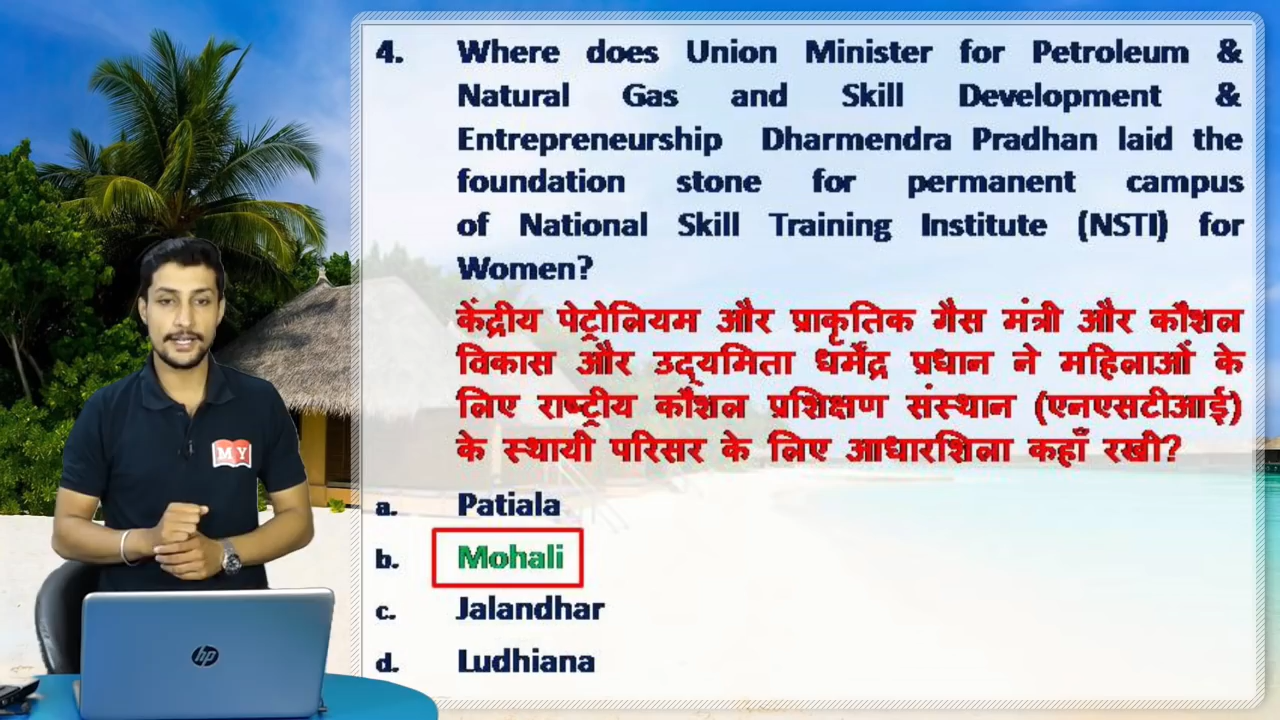 4. Where does Union Minister for Petroleum &
Natural Gas and Skill Development &
Entrepreneurship Dharmendra Pradhan laid the
foundation stone for permanent campus
of National Skill Training Institute (NSTI) for
Women?
केंद्रीय पेट्रोलियम और प्राकृतिक गैस मंत्री और कौशल
विकास और उद्यमिता धर्मेंद्र प्रधान ने महिलाओं के
लिए राष्ट्रीय कौशल प्रशिक्षण संस्थान (एनएसटीआई)
के स्थायी परिसर के लिए आधारशिला कहाँ रखी?
a. Patiala
b. Mohali
c. Jalandhar
d. Ludhiana
MY
hp